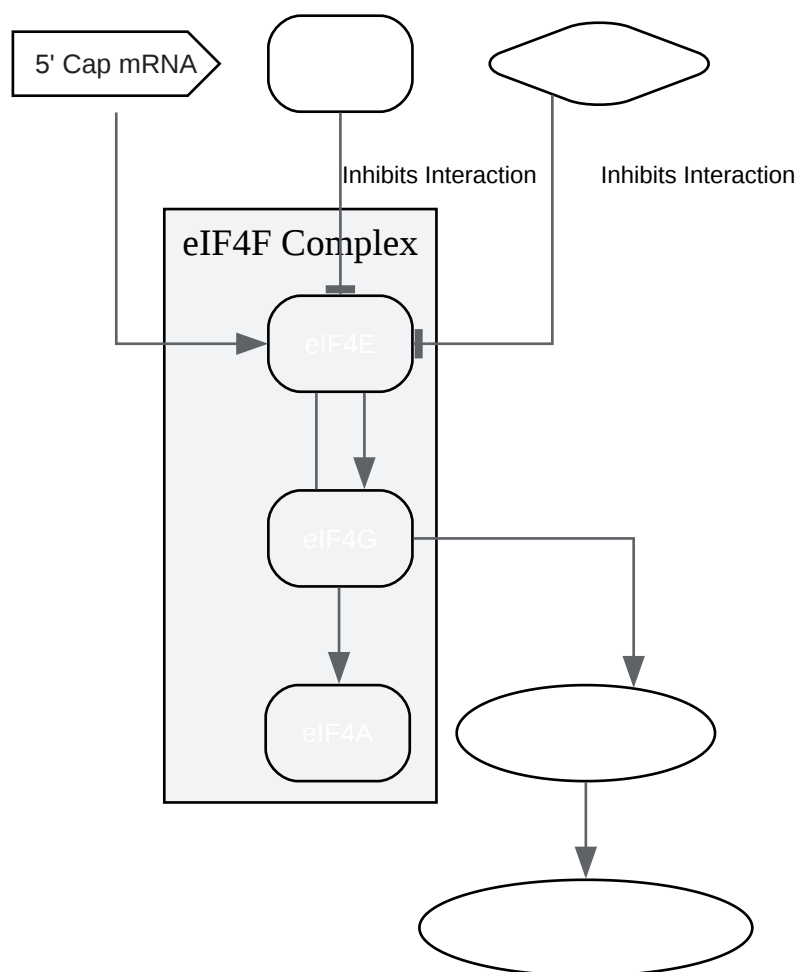 5' Cap mRNA
Inhibits Interaction
Inhibits Interaction
eIF4F Complex
eIF4E
eIF4G
eIF4A